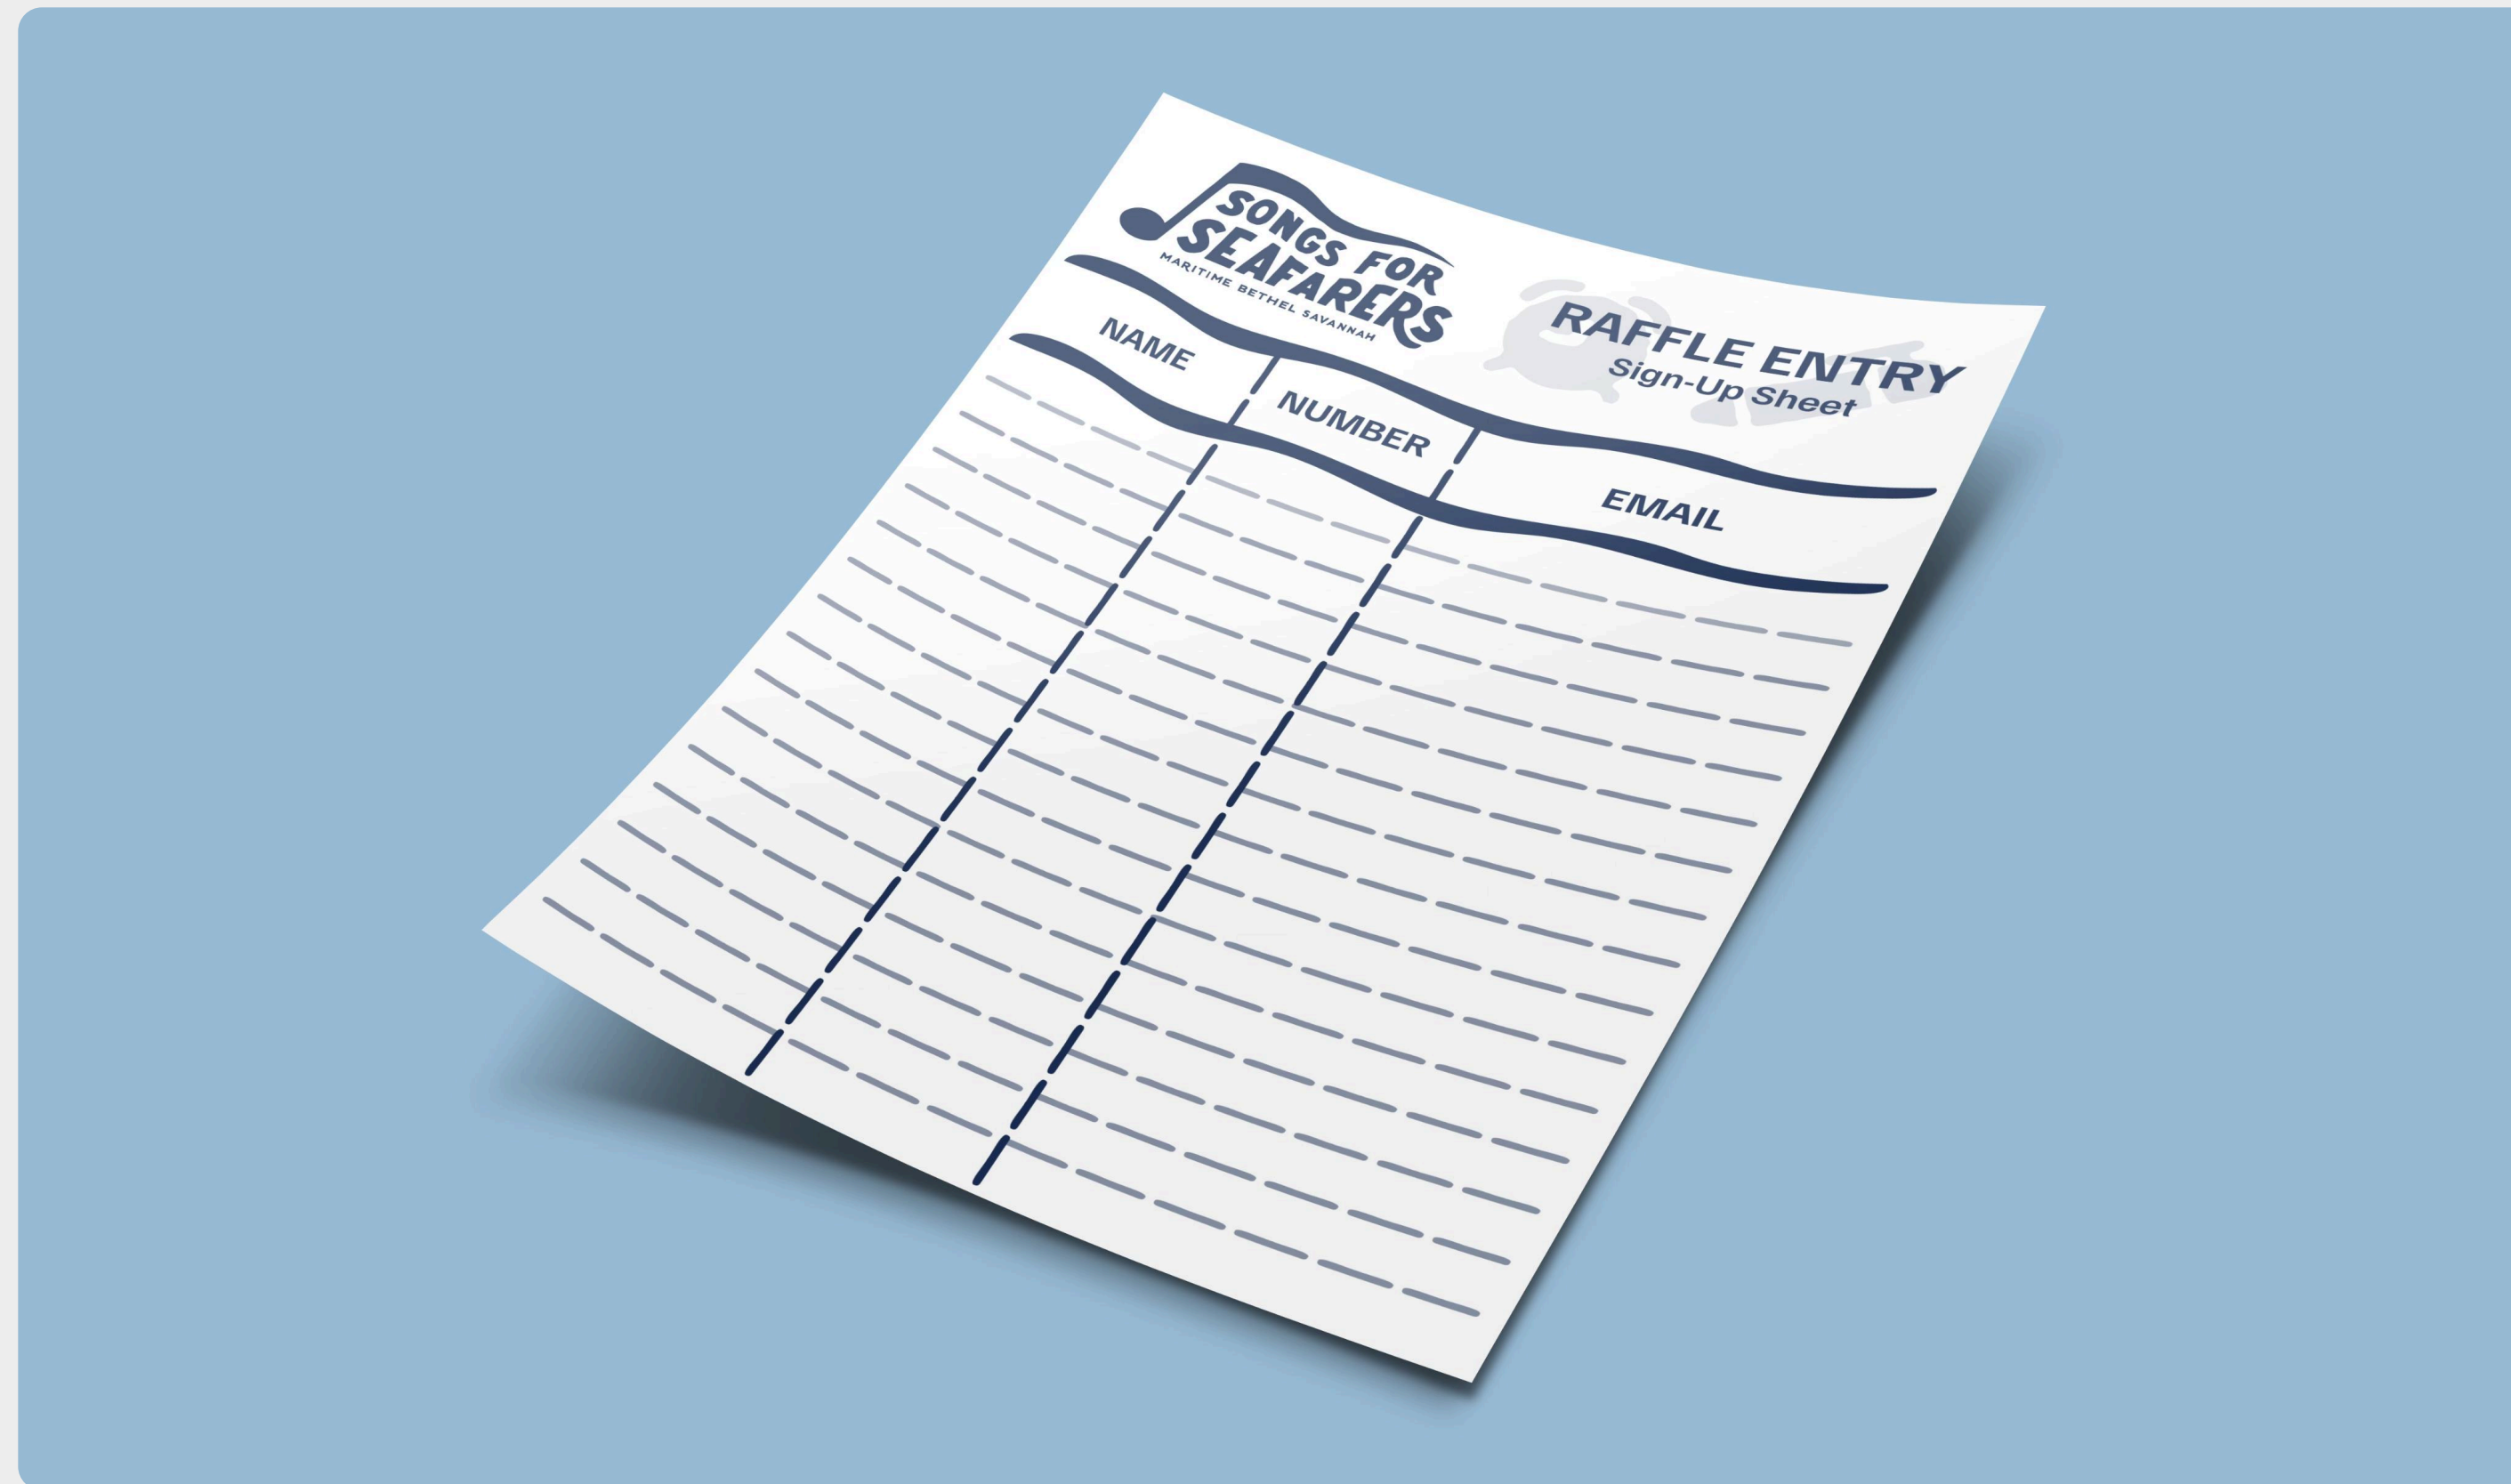 SONGS FOR
SEAFARERS
MARITIME BETHEL SAVANNAH
RAFFLE ENTRY
Sign-Up Sheet
NAME
NUMBER
EMAIL